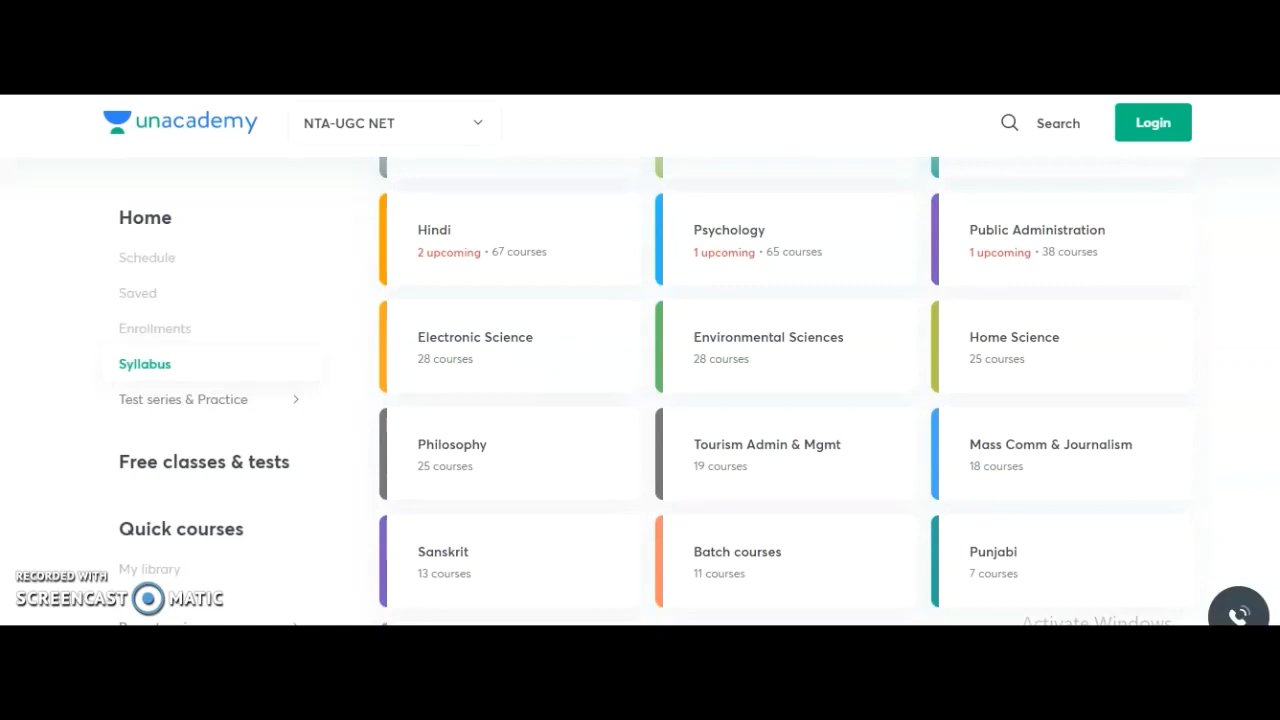 unacademy
NTA-UGC NET
Search
Login
Home
Schedule
Saved
Enrollments
Syllabus
Test series & Practice
Free classes & tests
Quick courses
My library
Hindi
2 upcoming • 67 courses
Psychology
1 upcoming • 65 courses
Public Administration
1 upcoming • 38 courses
Electronic Science
28 courses
Environmental Sciences
28 courses
Home Science
25 courses
Philosophy
25 courses
Tourism Admin & Mgmt
19 courses
Mass Comm & Journalism
18 courses
Sanskrit
13 courses
Batch courses
11 courses
Punjabi
7 courses
RECORDED WITH
SCREENCAST MATIC
Activate Windows